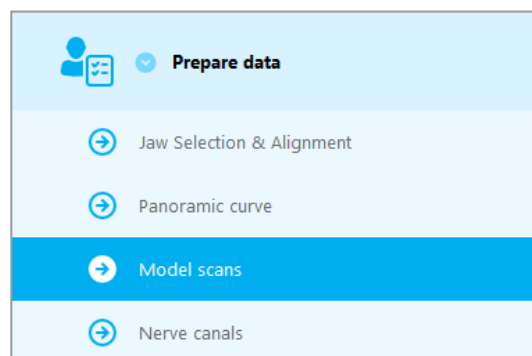 Prepare data
Jaw Selection & Alignment
Panoramic curve
Model scans
Nerve canals